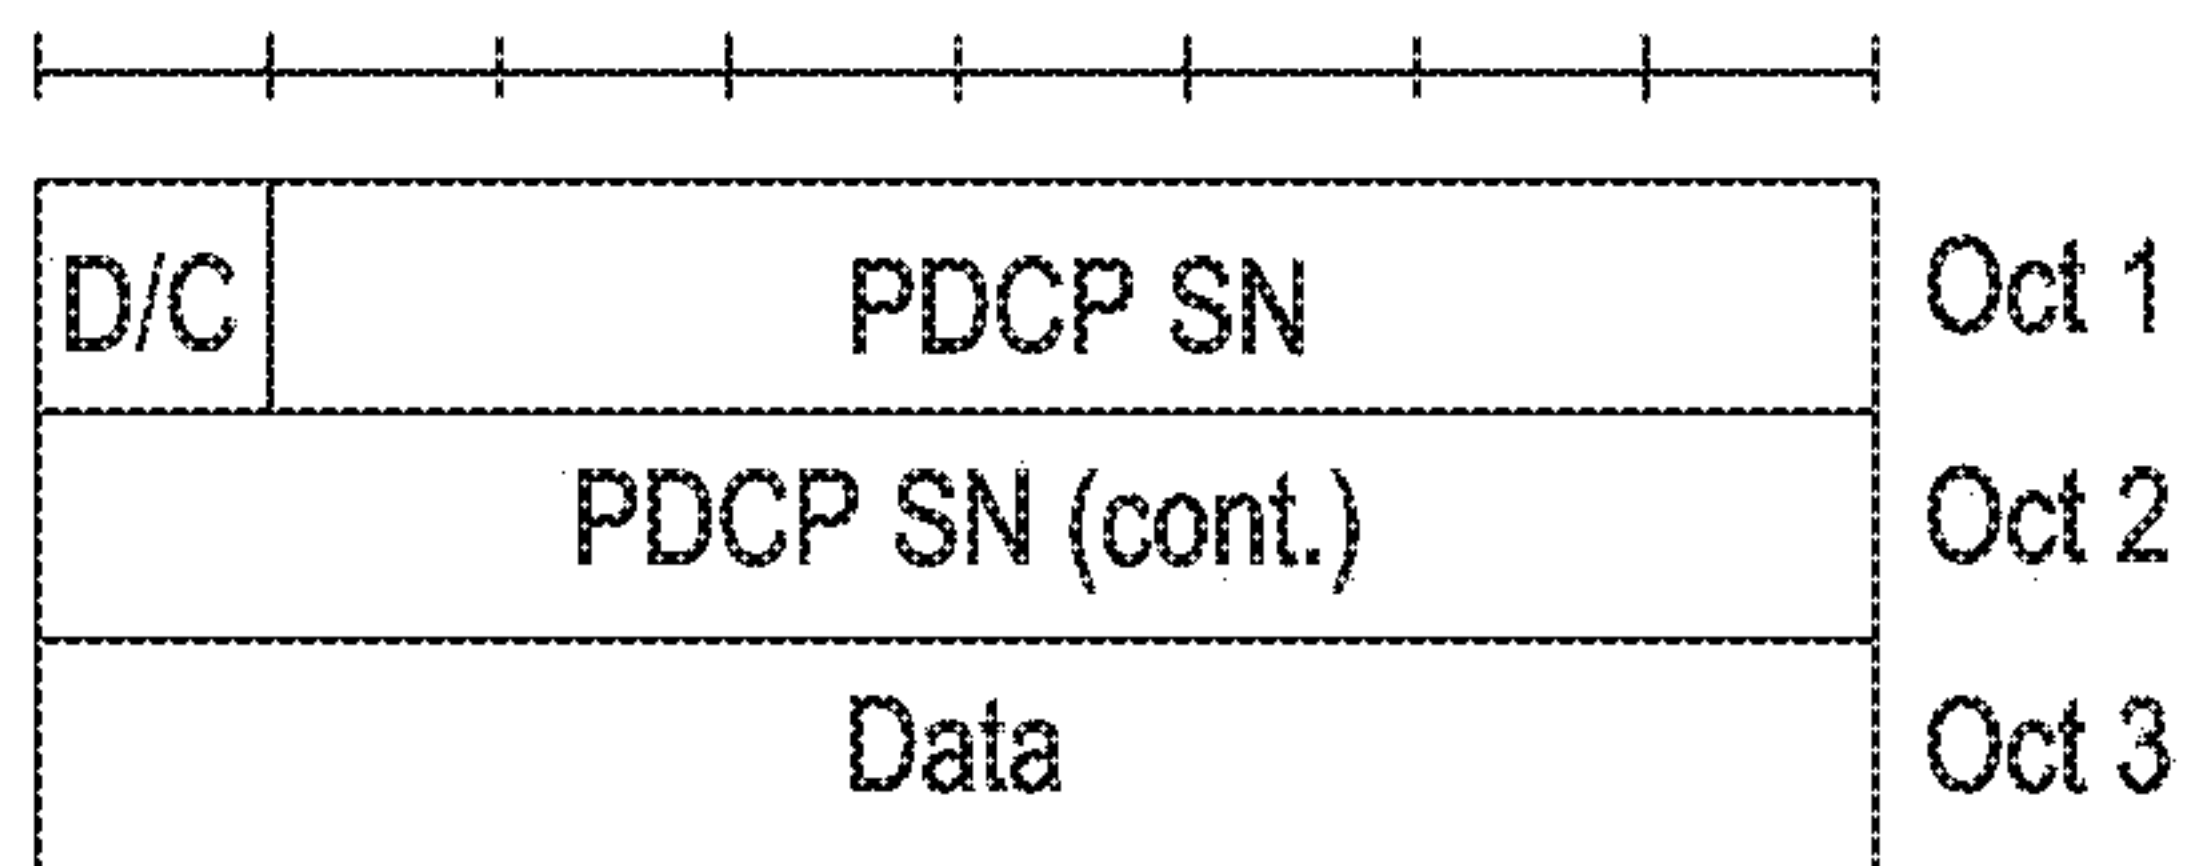 D/C PDCP SN Oct 1
PDCP SN (cont.) Oct 2
Data Oct 3